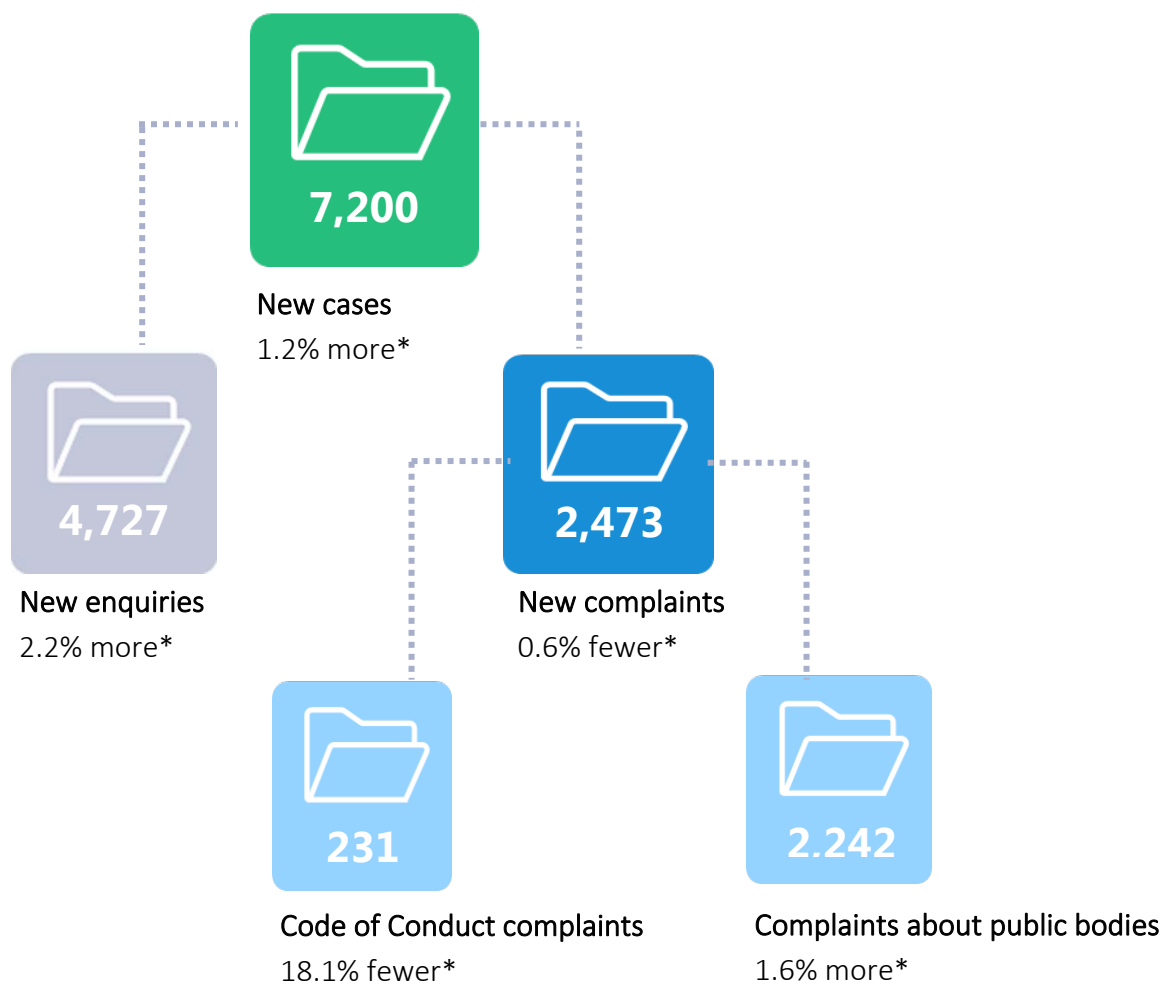 7,200
New cases
1.2% more*
4,727
New enquiries
2.2% more*
2,473
New complaints
0.6% fewer*
231
Code of Conduct complaints
18.1% fewer*
2,242
Complaints about public bodies
1.6% more*